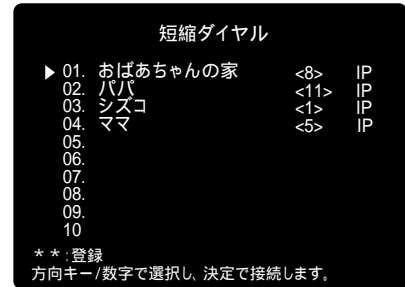 短縮ダイヤル
▶ 01. おばあちゃんの家 <8> IP
02. パパ <11> IP
03. シズコ <1> IP
04. ママ <5> IP
05.
06.
07.
08.
09.
10
＊＊:登録
方向キー/数字で選択し、決定で接続します。